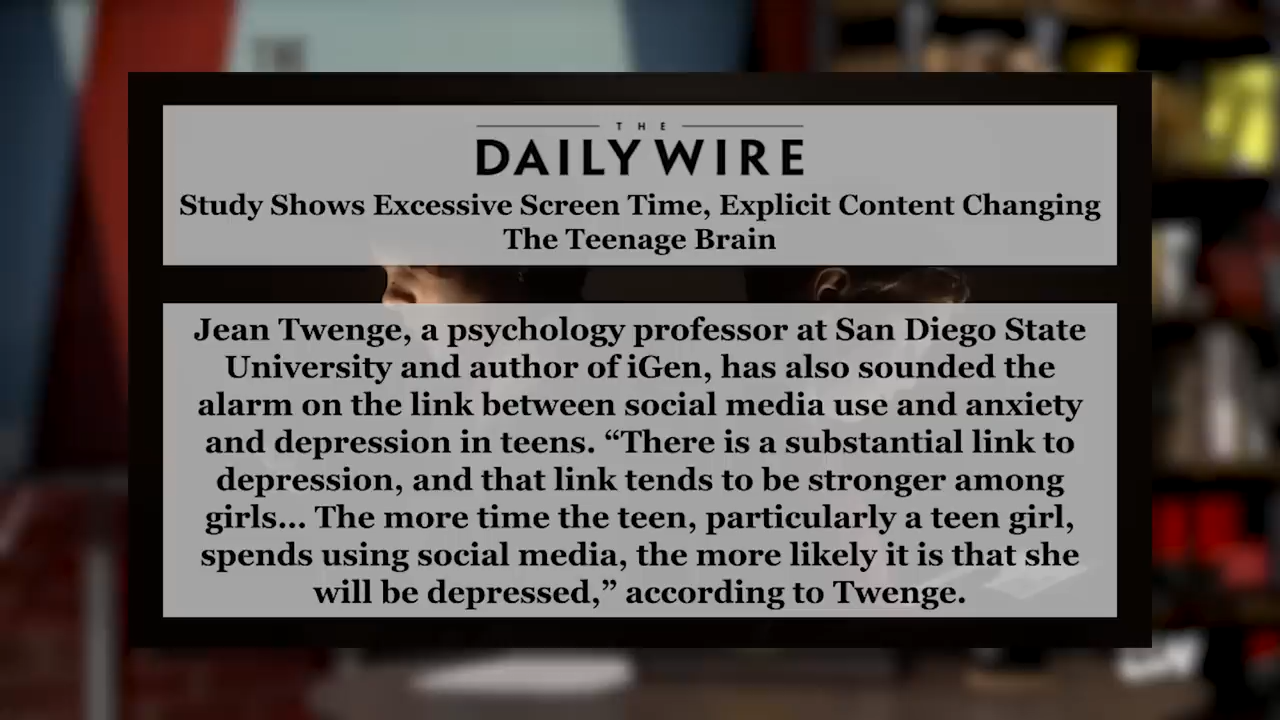 THE
DAILY WIRE
Study Shows Excessive Screen Time, Explicit Content Changing
The Teenage Brain
Jean Twenge, a psychology professor at San Diego State
University and author of iGen, has also sounded the
alarm on the link between social media use and anxiety
and depression in teens. “There is a substantial link to
depression, and that link tends to be stronger among
girls... The more time the teen, particularly a teen girl,
spends using social media, the more likely it is that she
will be depressed,” according to Twenge.